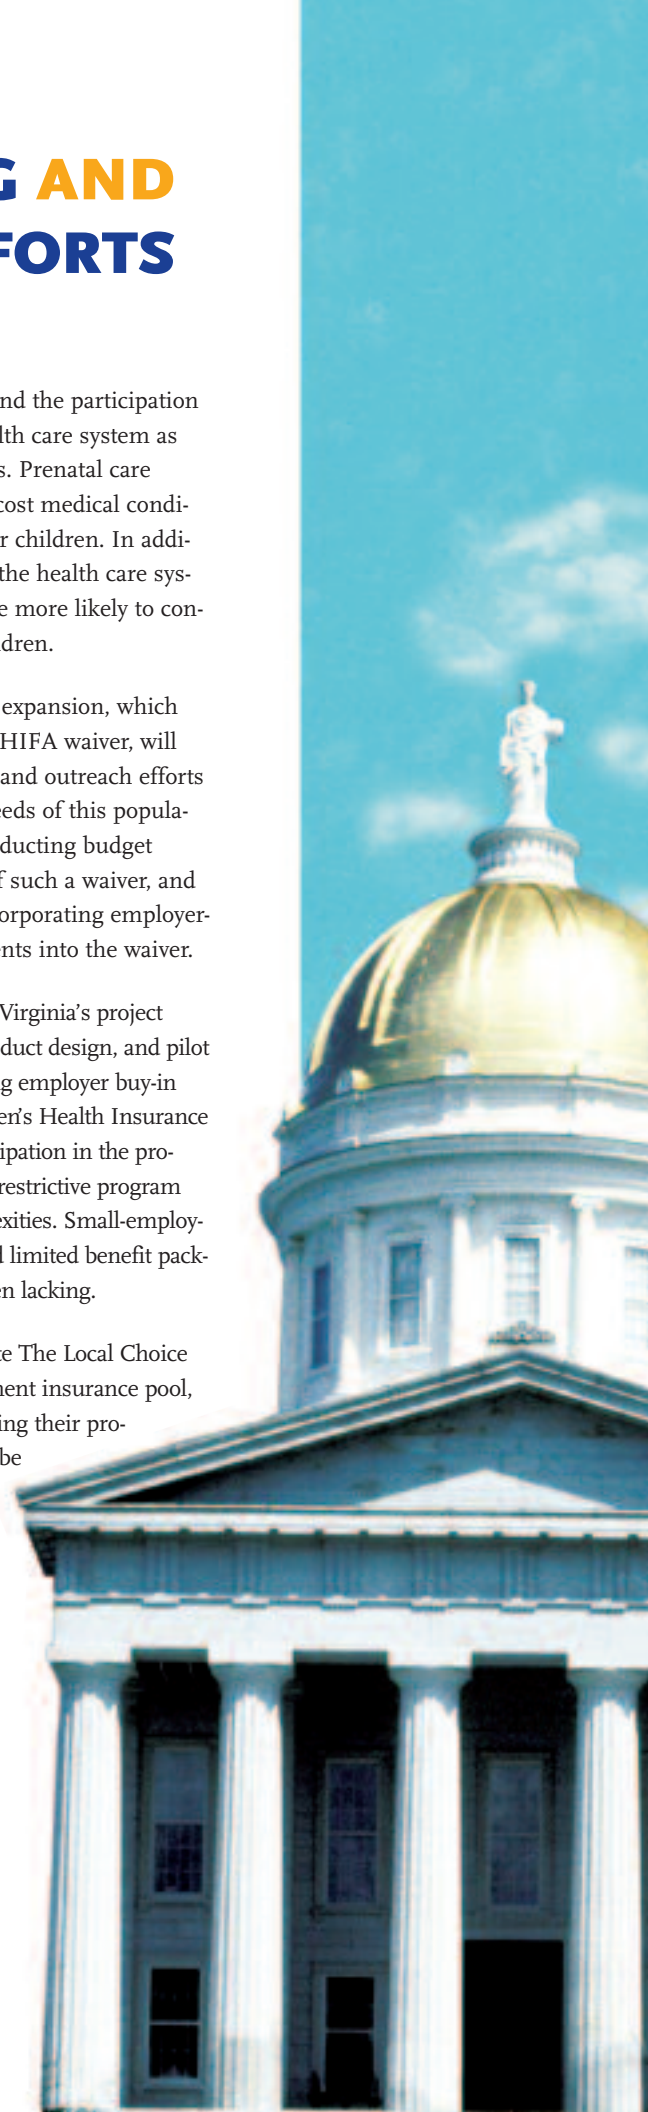 G AND
FORTS
nd the participation
lth care system as
s. Prenatal care
cost medical condi-
r children. In addi-
the health care sys-
e more likely to con-
dren.
expansion, which
HIFA waiver, will
and outreach efforts
eeds of this popula-
ducting budget
f such a waiver, and
orporating employer-
nts into the waiver.
Virginia’s project
duct design, and pilot
g employer buy-in
en’s Health Insurance
ipation in the pro-
restrictive program
exities. Small-employ-
d limited benefit pack-
en lacking.
te The Local Choice
ment insurance pool,
ing their pro-
be